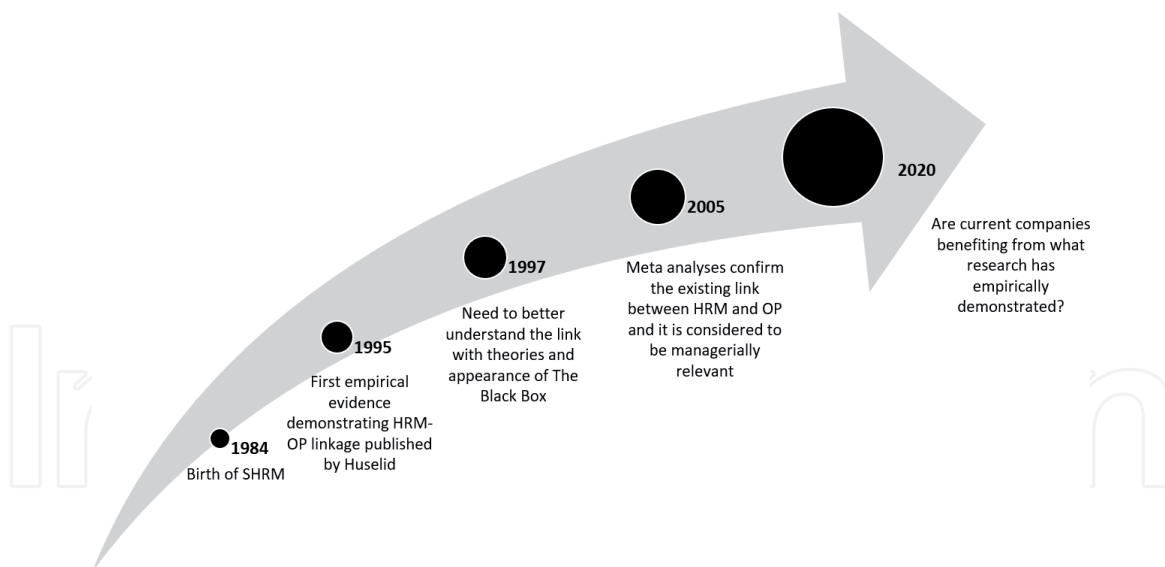 1984
Birth of SHRM
1995
First empirical
evidence
demonstrating HRM-
OP linkage published
by Huselid
1997
Need to better
understand the link
with theories and
appearance of The
Black Box
2005
Meta analyses confirm
the existing link
between HRM and OP
and it is considered to
be managerially
relevant
2020
Are current companies
benefiting from what
research has
empirically
demonstrated?